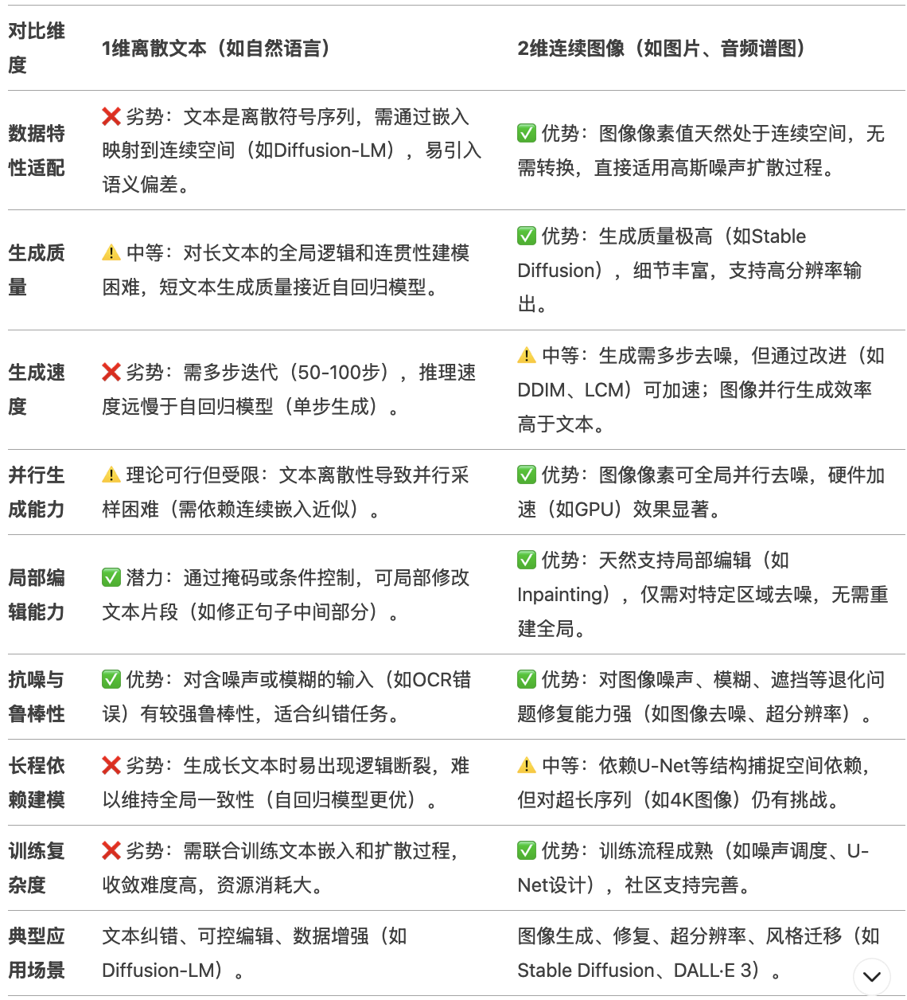 对比维
度
1维离散文本（如自然语言）
2维连续图像（如图片、音频谱图）
数据特
性适配
❌ 劣势：文本是离散符号序列，需通过嵌入
映射到连续空间（如Diffusion-LM），易引入
语义偏差。
✅ 优势：图像像素值天然处于连续空间，无
需转换，直接适用高斯噪声扩散过程。
生成质
量
⚠️ 中等：对长文本的全局逻辑和连贯性建模
困难，短文本生成质量接近自回归模型。
✅ 优势：生成质量极高（如Stable
Diffusion），细节丰富，支持高分辨率输
出。
生成速
度
❌ 劣势：需多步迭代（50-100步），推理速
度远慢于自回归模型（单步生成）。
⚠️ 中等：生成需多步去噪，但通过改进（如
DDIM、LCM）可加速；图像并行生成效率
高于文本。
并行生
成能力
⚠️ 理论可行但受限：文本离散性导致并行采
样困难（需依赖连续嵌入近似）。
✅ 优势：图像像素可全局并行去噪，硬件加
速（如GPU）效果显著。
局部编
辑能力
✅ 潜力：通过掩码或条件控制，可局部修改
文本片段（如修正句子中间部分）。
✅ 优势：天然支持局部编辑（如
Inpainting），仅需对特定区域去噪，无需重
建全局。
抗噪与
鲁棒性
✅ 优势：对含噪声或模糊的输入（如OCR错
误）有较强鲁棒性，适合纠错任务。
✅ 优势：对图像噪声、模糊、遮挡等退化问
题修复能力强（如图像去噪、超分辨率）。
长程依
赖建模
❌ 劣势：生成长文本时易出现逻辑断裂，难
以维持全局一致性（自回归模型更优）。
⚠️ 中等：依赖U-Net等结构捕捉空间依赖，
但对超长序列（如4K图像）仍有挑战。
训练复
杂度
❌ 劣势：需联合训练文本嵌入和扩散过程，
收敛难度高，资源消耗大。
✅ 优势：训练流程成熟（如噪声调度、U-
Net设计），社区支持完善。
典型应
用场景
文本纠错、可控编辑、数据增强（如
Diffusion-LM）。
图像生成、修复、超分辨率、风格迁移（如
Stable Diffusion、DALL·E 3）。